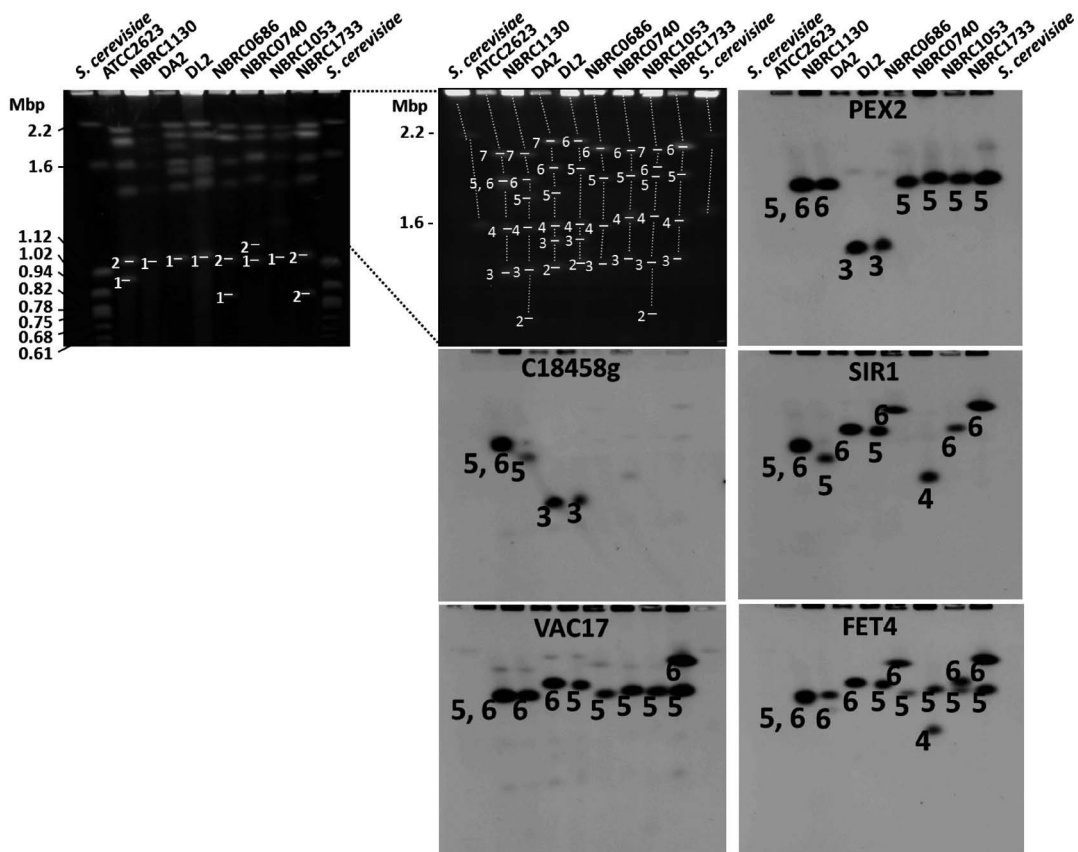 S. cerevisiae
ATCC2623
NBRC1130
DA2
DL2
NBRC0686
NBRC0740
NBRC1053
NBRC1733
S. cerevisiae
Mbp
2.2
1.6
1.12
1.02
0.94
0.82
0.78
0.75
0.68
0.61
2 1 1 1 2 2 1 1 2
1
1
2
S. cerevisiae
ATCC2623
NBRC1130
DA2
DL2
NBRC0686
NBRC0740
NBRC1053
NBRC1733
S. cerevisiae
Mbp
2.2 -
1.6 -
6 6
7 7 6 6 7 6
5, 6 6 6 5 5 5 6 5 5
5 5
4 4 4 4 4 4 4 4 4
3 3
3 3 2 2 3 3 3 3
2 2
S. cerevisiae
ATCC2623
NBRC1130
DA2
DL2
NBRC0686
NBRC0740
NBRC1053
NBRC1733
S. cerevisiae
PEX2
5, 6 6 5 5 5 5
3 3
C18458g
5, 6 5
3 3
SIR1
6
5, 6 5 6 5 6 6
4
VAC17
5, 6 6 6 5 5 5 5 5
FET4
6 6 6
5, 6 6 6 5 5 5 5 5
4